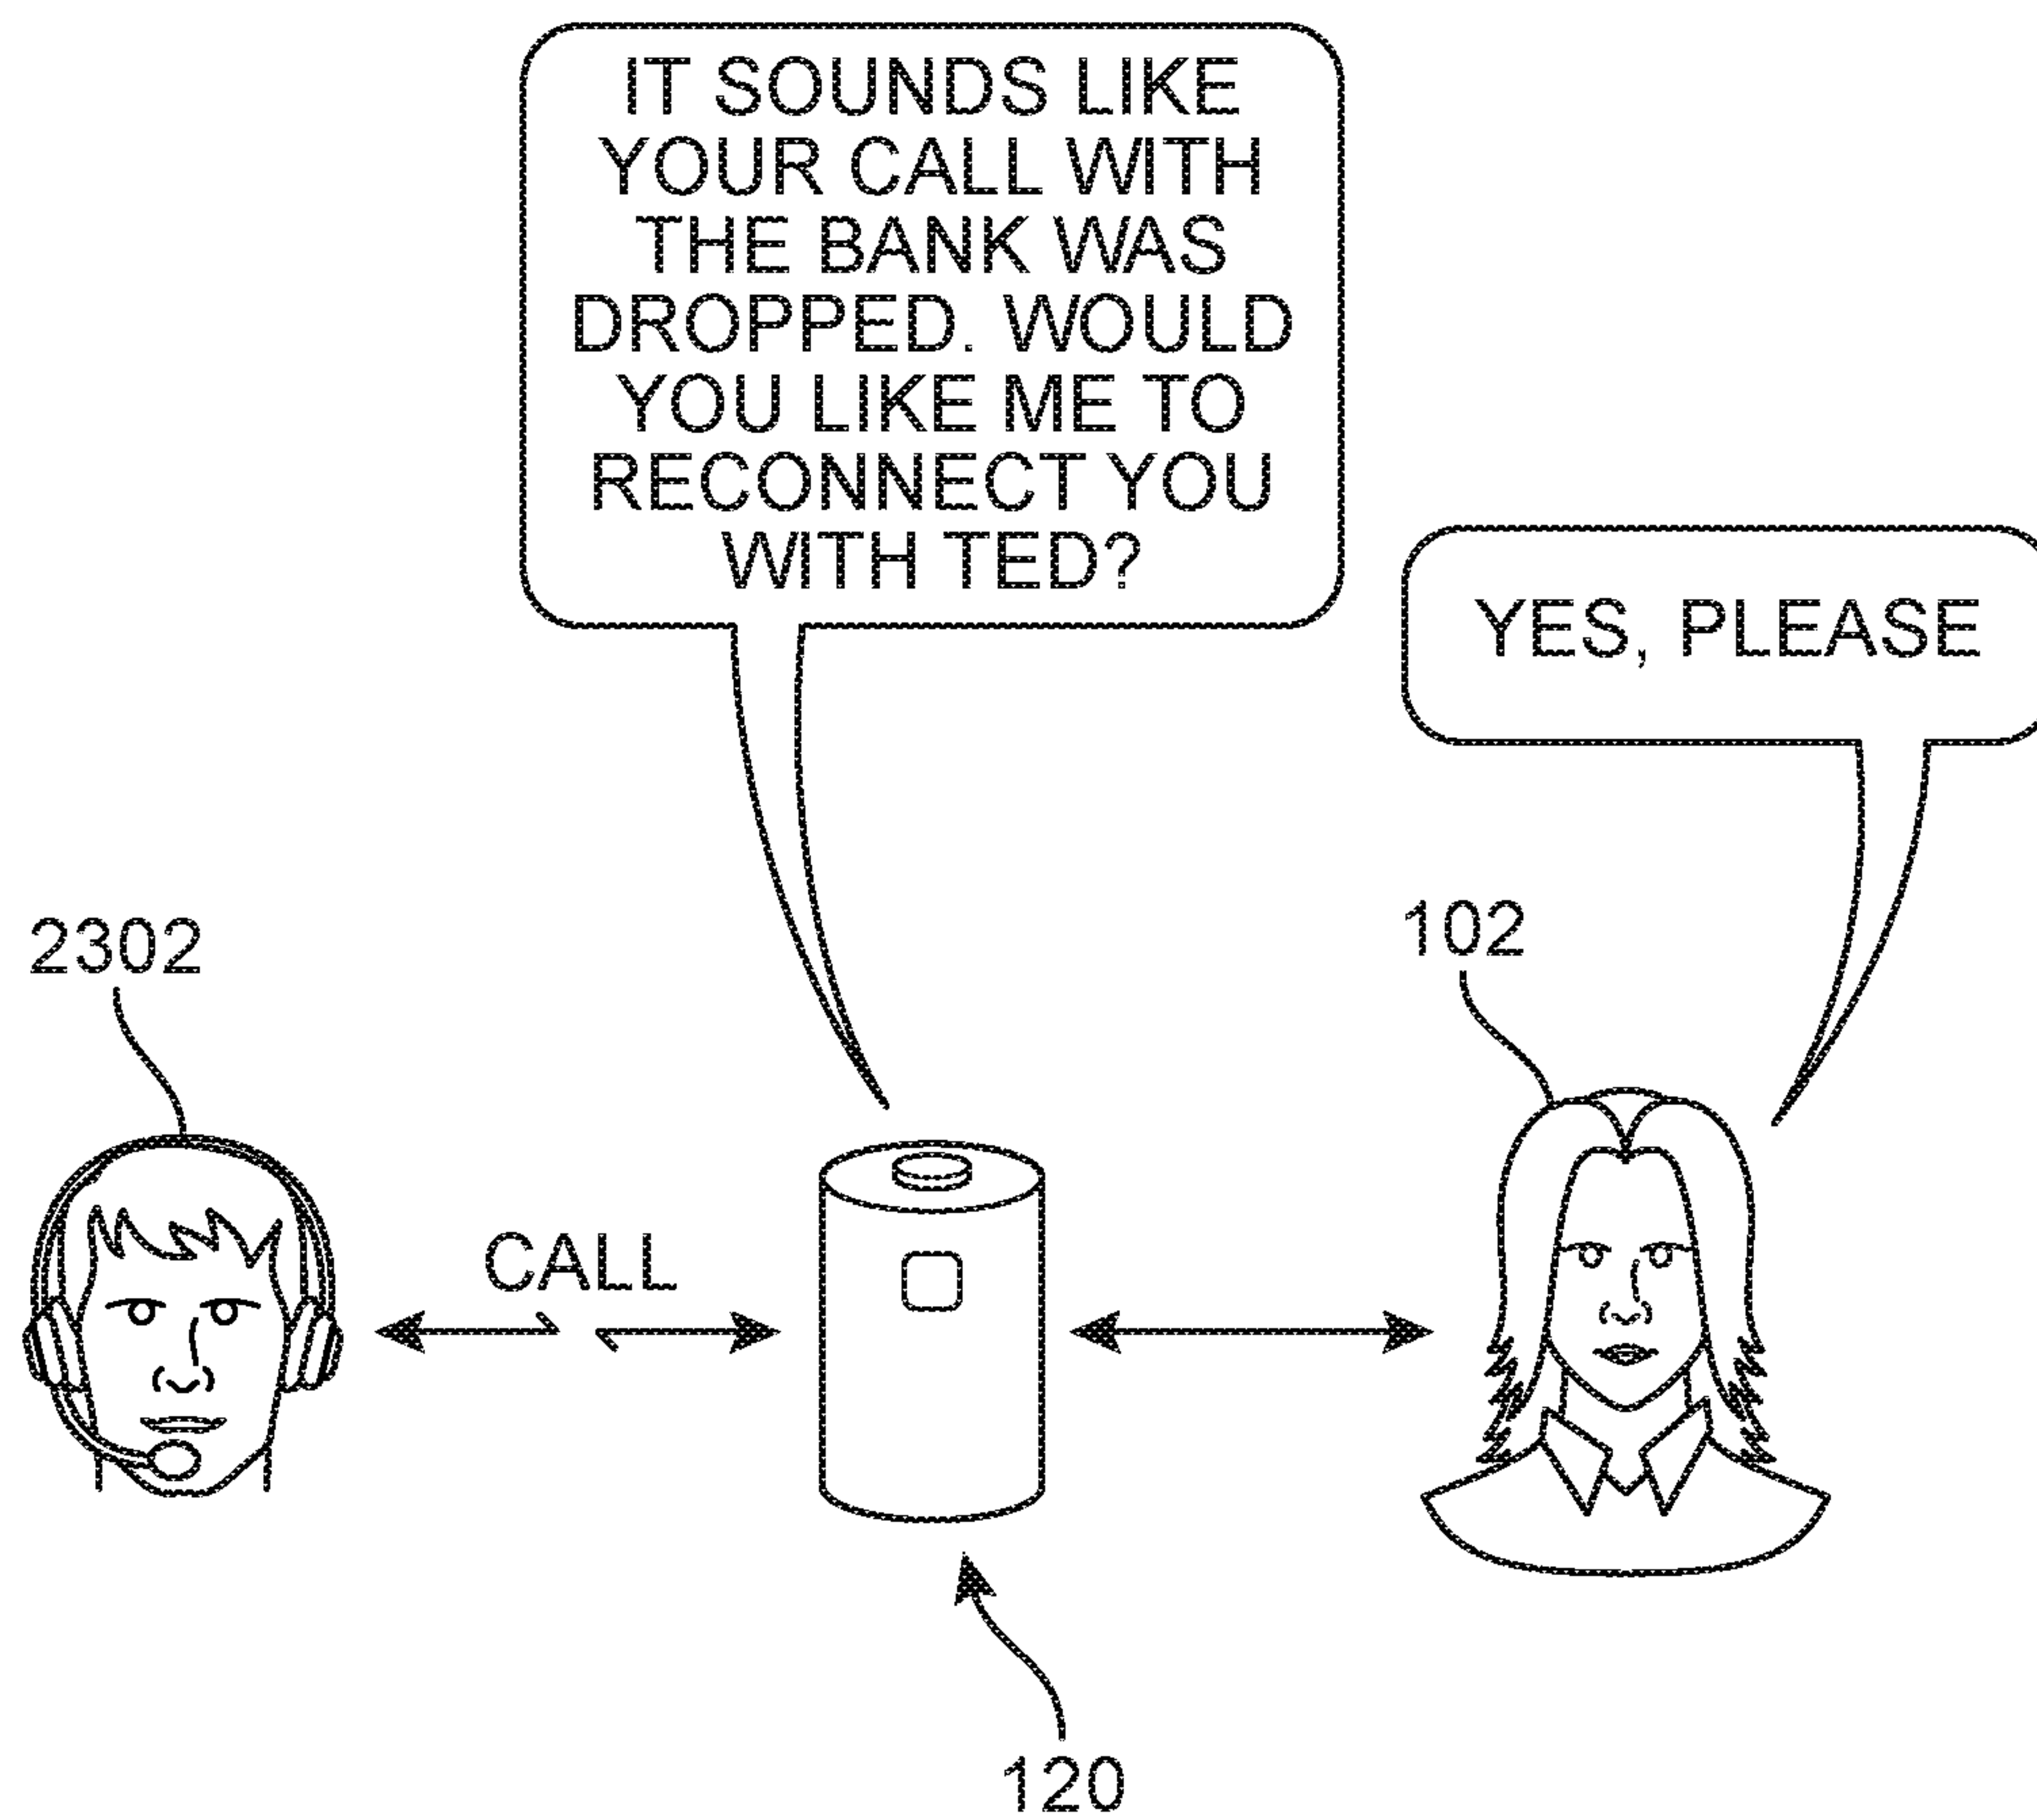 IT SOUNDS LIKE
YOUR CALL WITH
THE BANK WAS
DROPPED. WOULD
YOU LIKE ME TO
RECONNECT YOU
WITH TED?
YES, PLEASE
2302
102
CALL
120